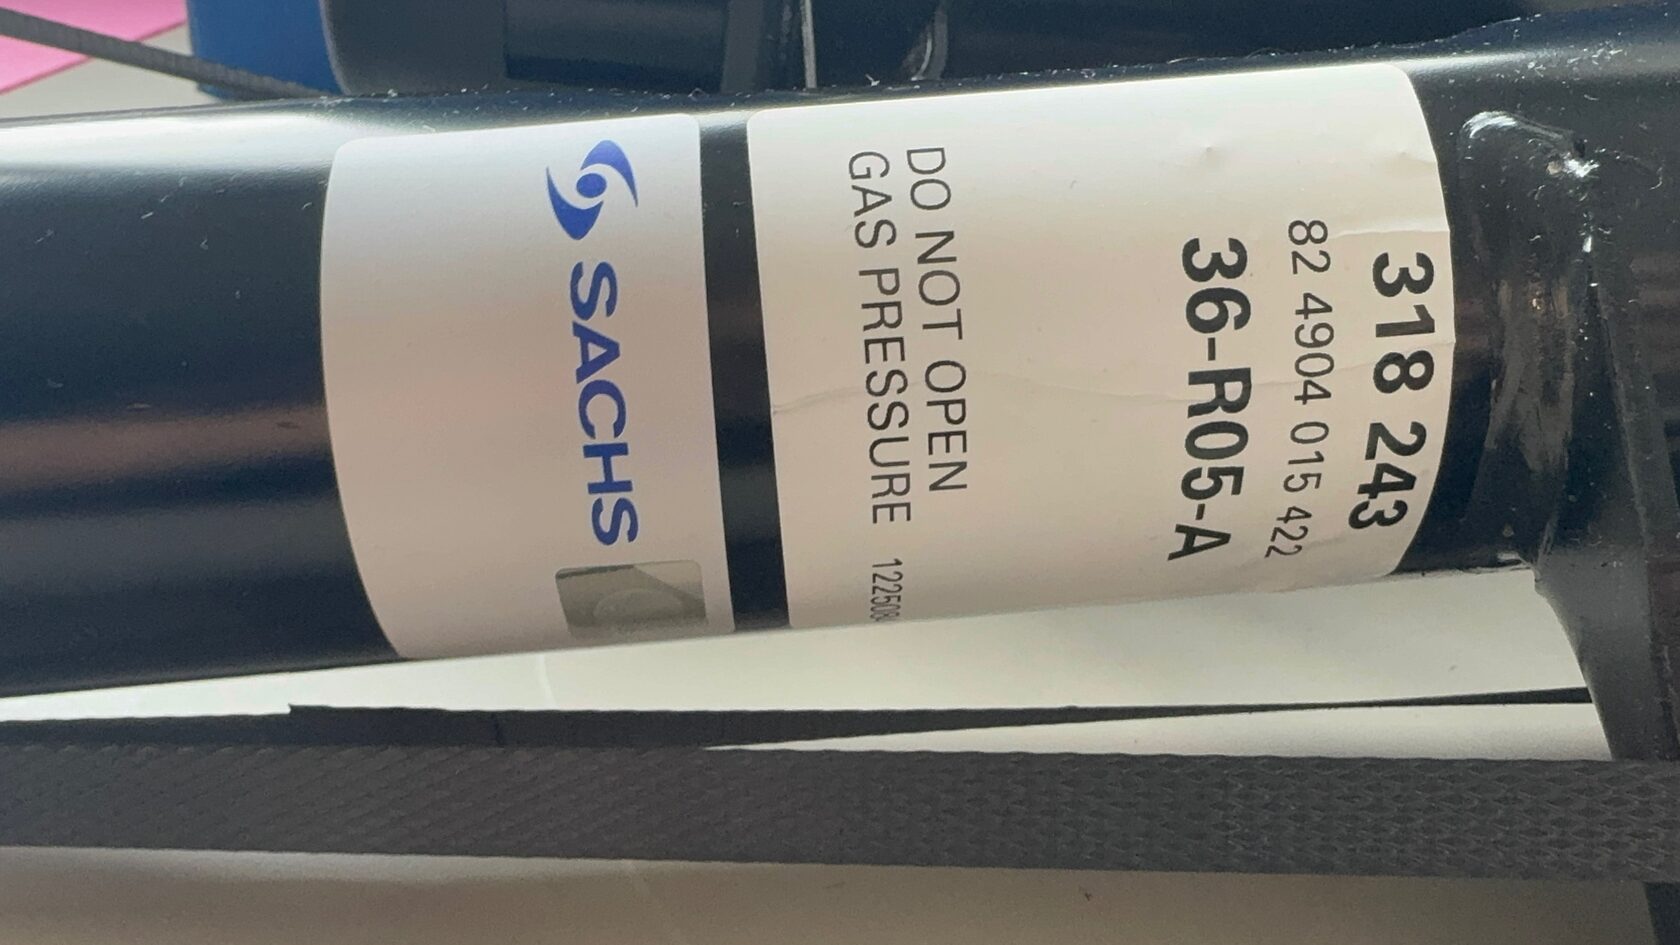 318 243
82 4904 015 422
36-R05-A
DO NOT OPEN
GAS PRESSURE
SACHS